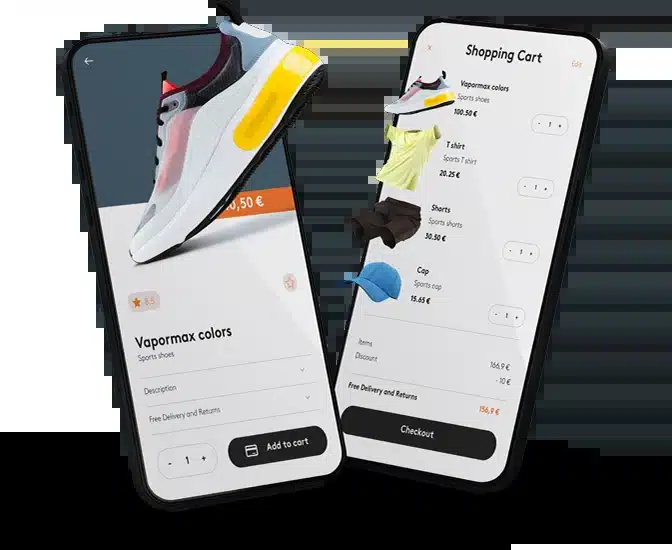 0,50 €
8.5
Vapormax colors
Sports shoes
Description
Free Delivery and Returns
- 1 +
Add to cart
Shopping Cart
Edit
Vapormax colors
Sports shoes
100.50 €
- 1 +
T shirt
Sports T shirt
20.25 €
- 1 +
Shorts
Sports shorts
30.50 €
- 1 +
Cap
Sports cap
15.65 €
- 1 +
Items
166,9 €
Discount
- 10 €
Free Delivery and Returns
156,9 €
Checkout